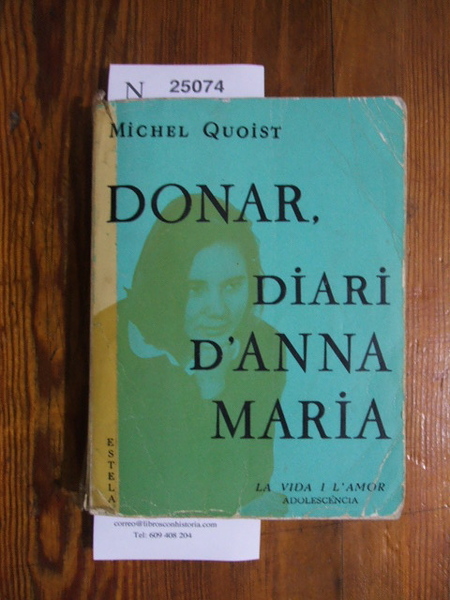 N 25074
MiCHEL QUOiST
DONAR,
DiARi
D'ANNA
MARiA
ESTELA
LA VIDA I L'AMOR
ADOLESCÈNCIA
correo@librosconhistoria.com
Tel: 609 408 204